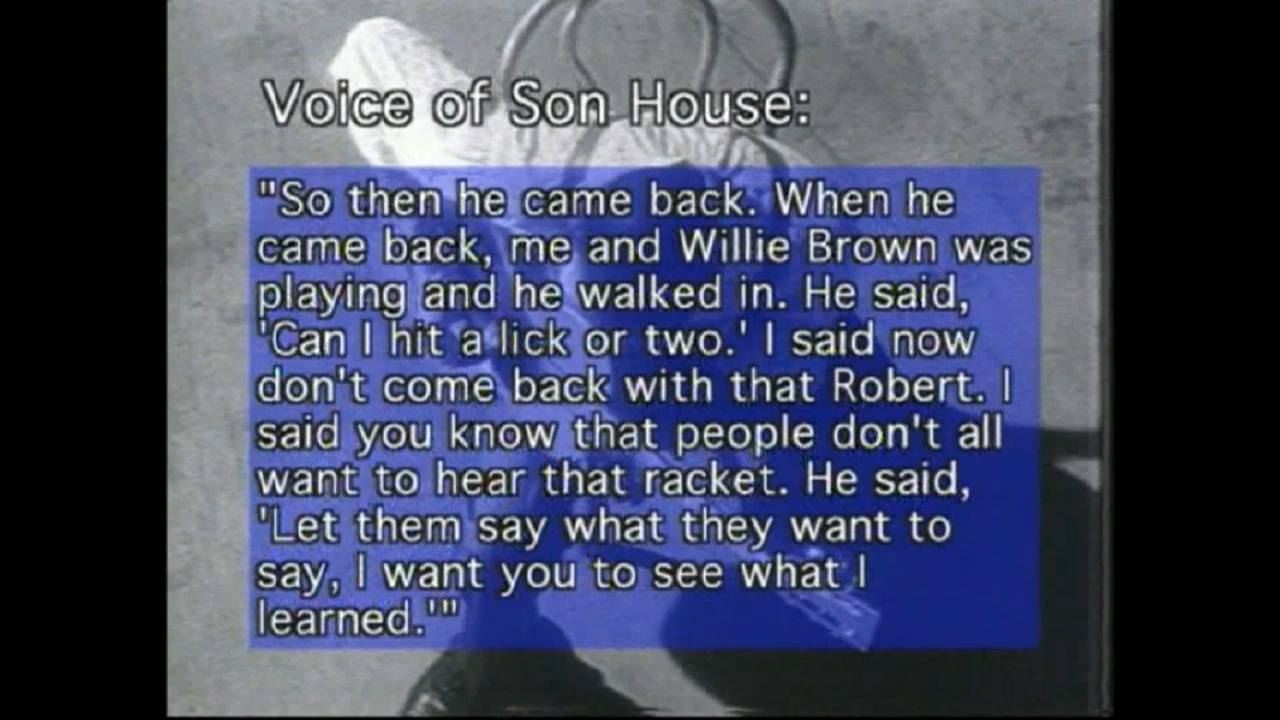 Voice of Son House:
"So then he came back. When he
came back, me and Willie Brown was
playing and he walked in. He said,
'Can I hit a lick or two.' I said now
don't come back with that Robert. I
said you know that people don't all
want to hear that racket. He said,
'Let them say what they want to
say, I want you to see what I
learned.'"